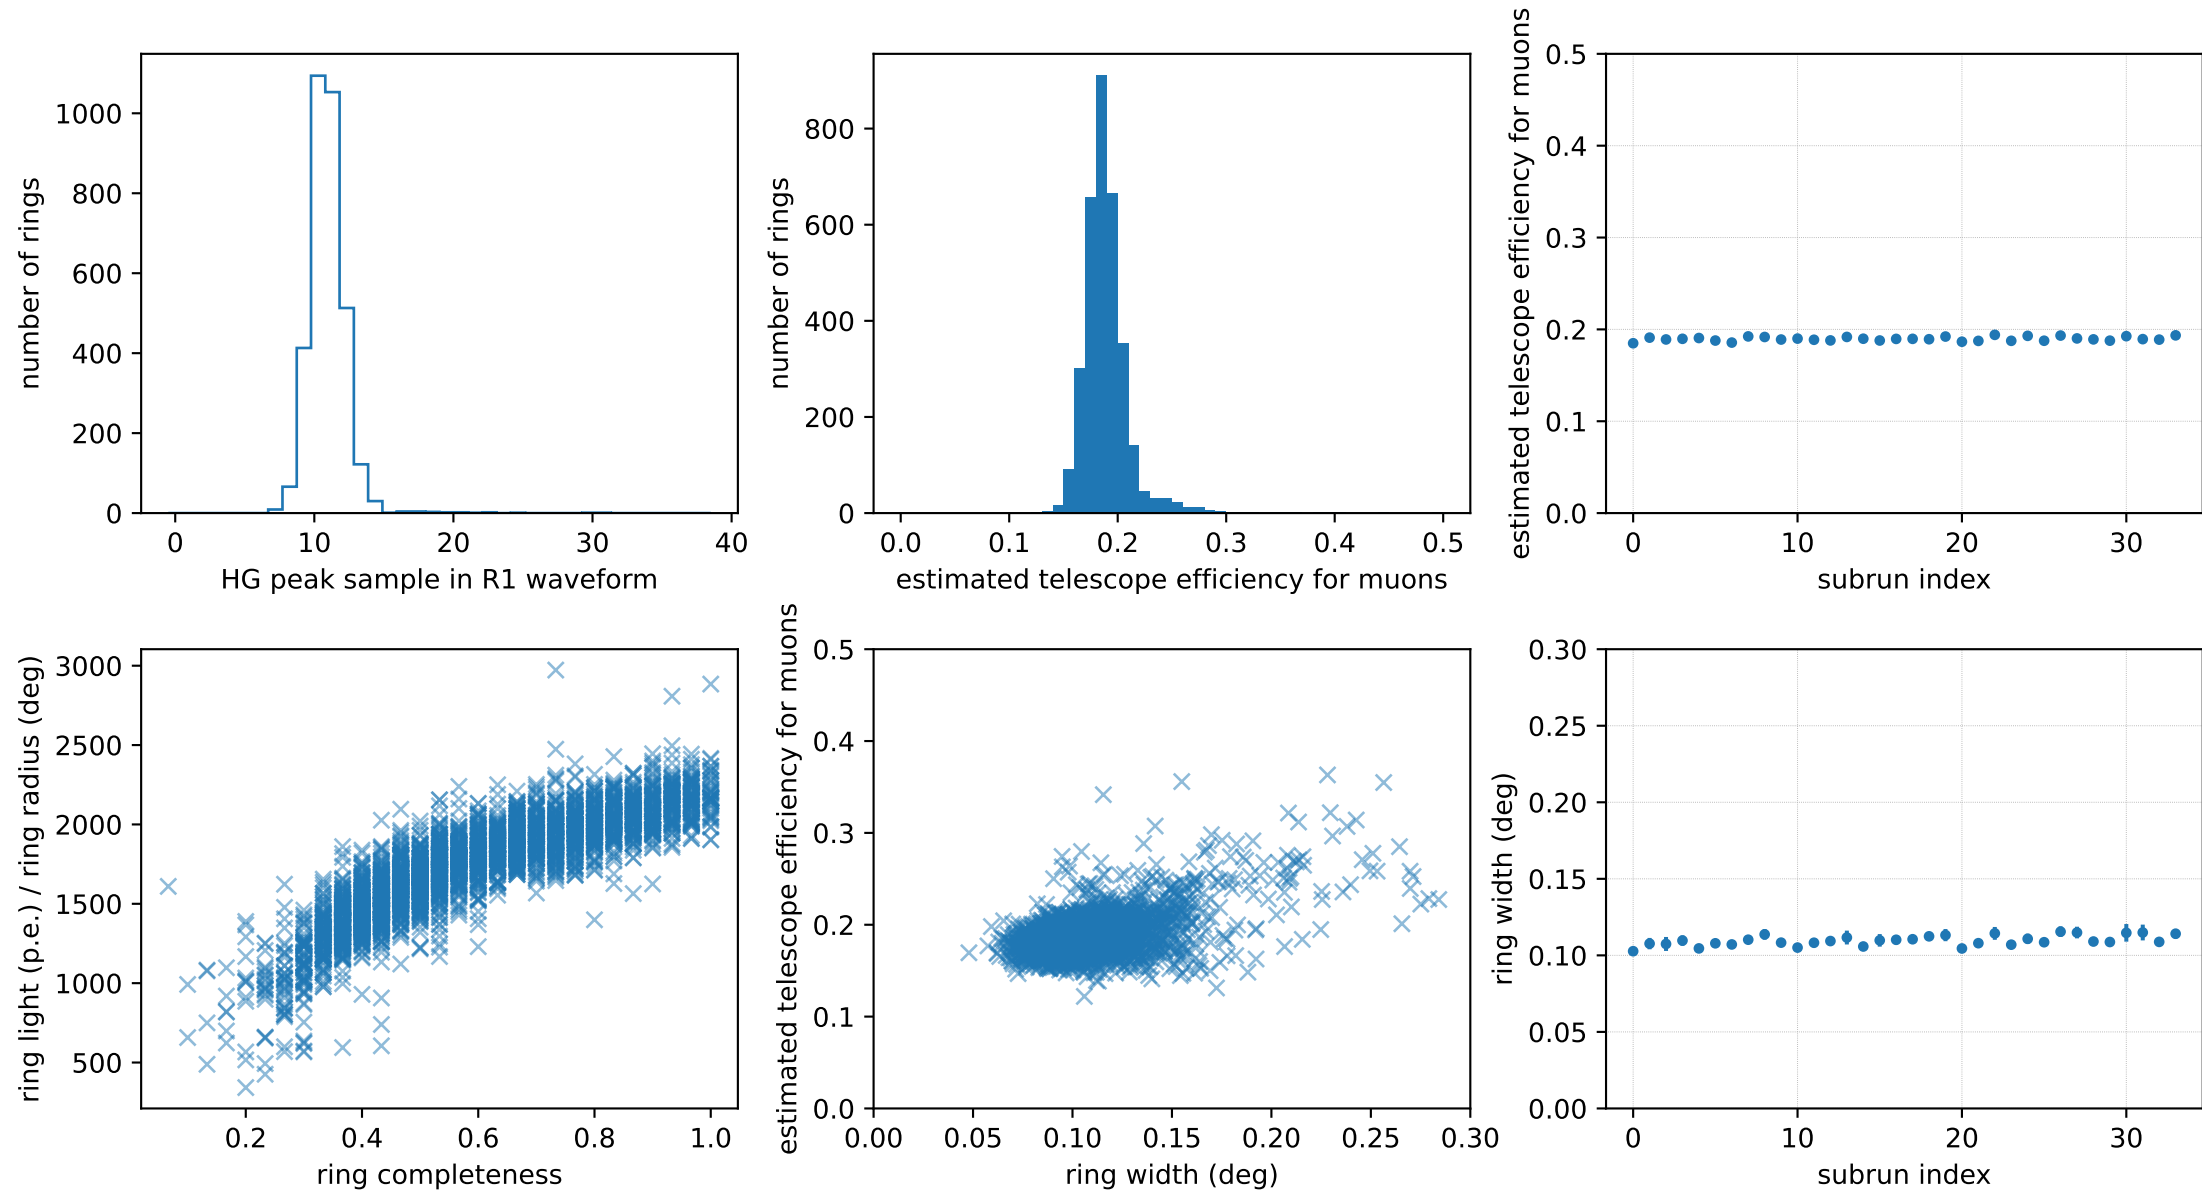 number of rings
1000
800
600
400
200
0
0 10 20 30 40
HG peak sample in R1 waveform
number of rings
800
600
400
200
0
0.0 0.1 0.2 0.3 0.4 0.5
estimated telescope efficiency for muons
estimated telescope efficiency for muons
0.5
0.4
0.3
0.2
0.1
0.0
0 10 20 30
subrun index
ring light (p.e.) / ring radius (deg)
3000
2500
2000
1500
1000
500
0.2 0.4 0.6 0.8 1.0
ring completeness
estimated telescope efficiency for muons
0.5
0.4
0.3
0.2
0.1
0.0
0.00 0.05 0.10 0.15 0.20 0.25 0.30
ring width (deg)
ring width (deg)
0.30
0.25
0.20
0.15
0.10
0.05
0.00
0 10 20 30
subrun index